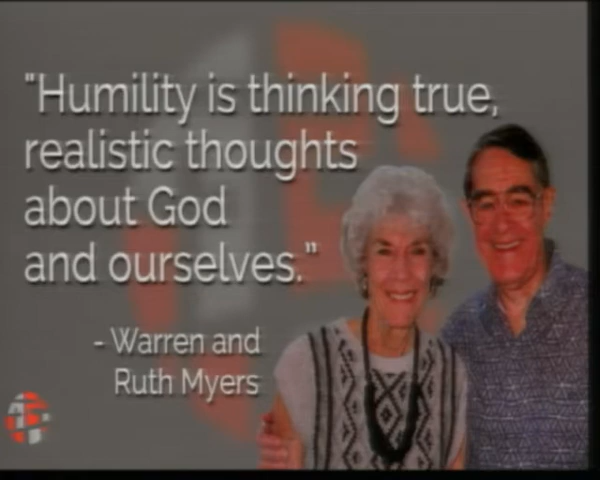 "Humility is thinking true,
realistic thoughts
about God
and ourselves."
- Warren and
Ruth Myers